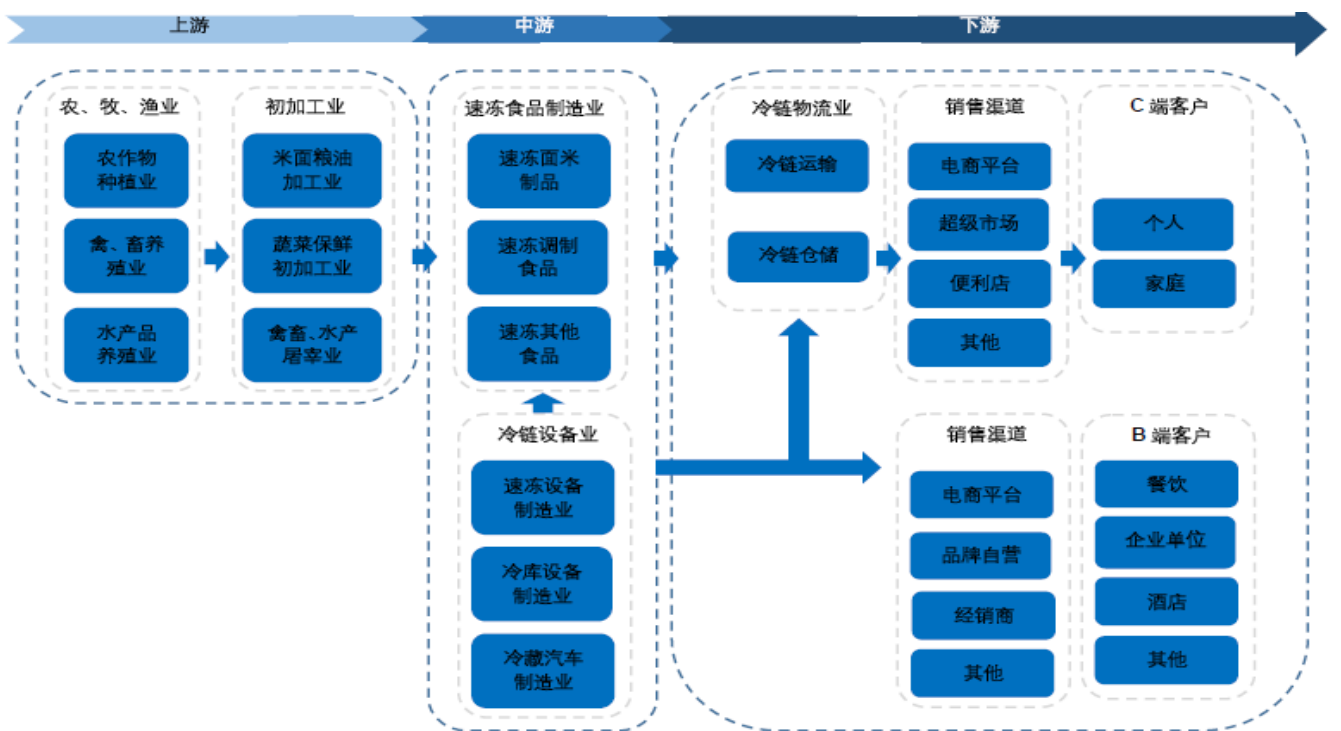 上游
中游
下游
农、牧、渔业
农作物
种植业
禽、畜养
殖业
水产品
养殖业
初加工业
米面粮油
加工业
蔬菜保鲜
初加工业
禽畜、水产
屠宰业
速冻食品制造业
速冻面米
制品
速冻调制
食品
速冻其他
食品
冷链设备业
速冻设备
制造业
冷库设备
制造业
冷藏汽车
制造业
冷链物流业
冷链运输
冷链仓储
销售渠道
电商平台
超级市场
便利店
其他
C 端客户
个人
家庭
销售渠道
电商平台
品牌自营
经销商
其他
B 端客户
餐饮
企业单位
酒店
其他